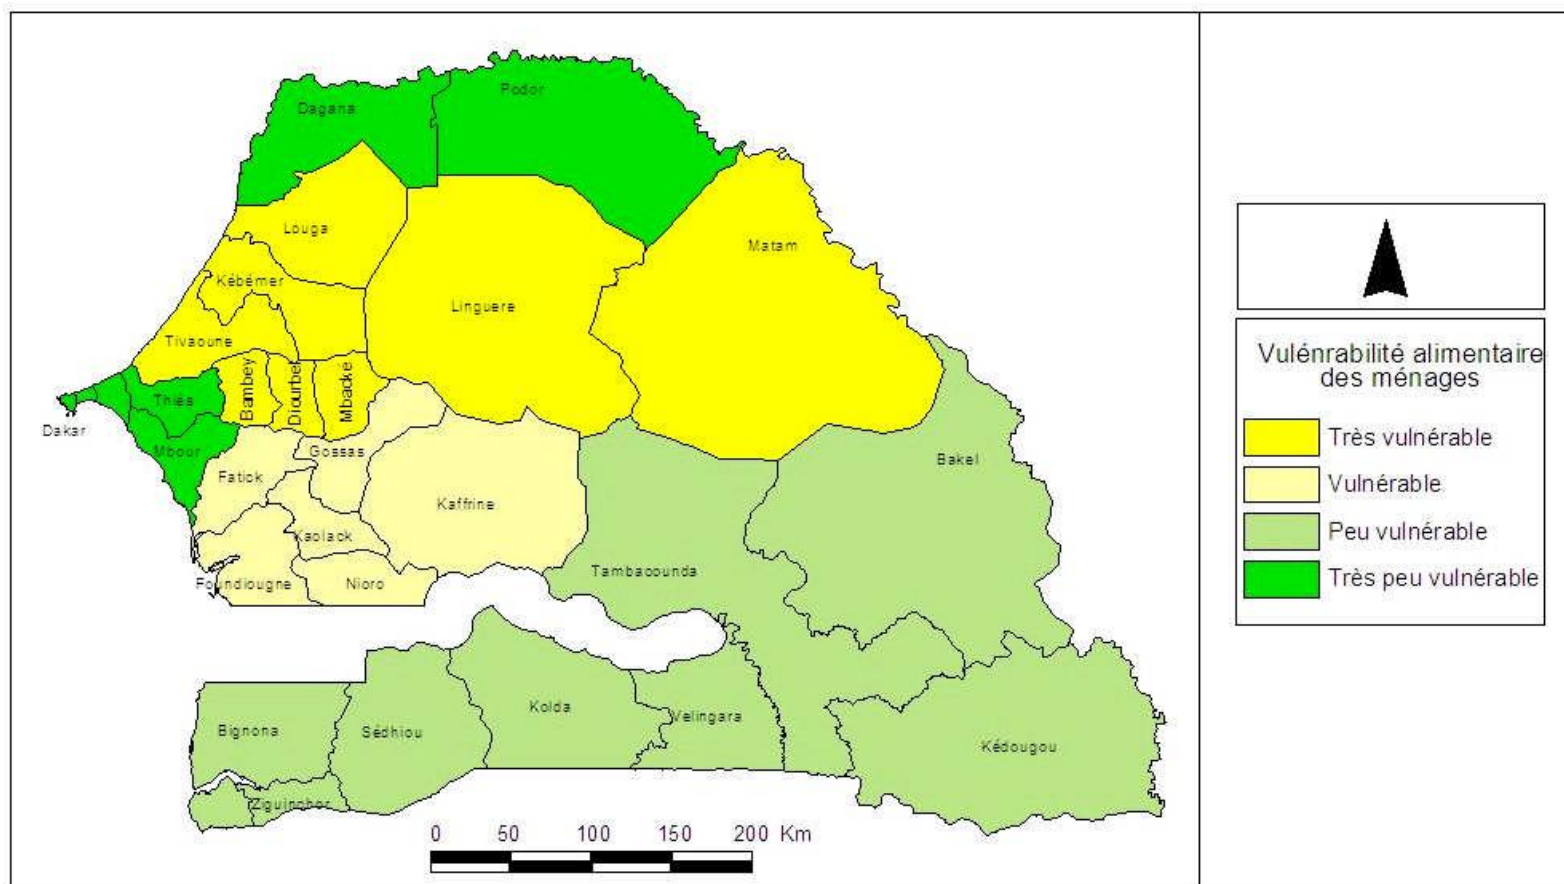 Podor
Dagana
Louga
Matam
Kébémer
Linguere
Tivaoune
Thiès
Bambey
Diourbel
Mbacké
Dakar
Mbour
Gossas
Fatick
Bakel
Kaffrine
Kaolack
Tambacounda
Foundiougne
Nioro
Kolda
Velingara
Bignona
Sédhiou
Kédougou
Ziguinchor
0 50 100 150 200 Km
Vulénrabilité alimentaire
des ménages
Très vulnérable
Vulnérable
Peu vulnérable
Très peu vulnérable